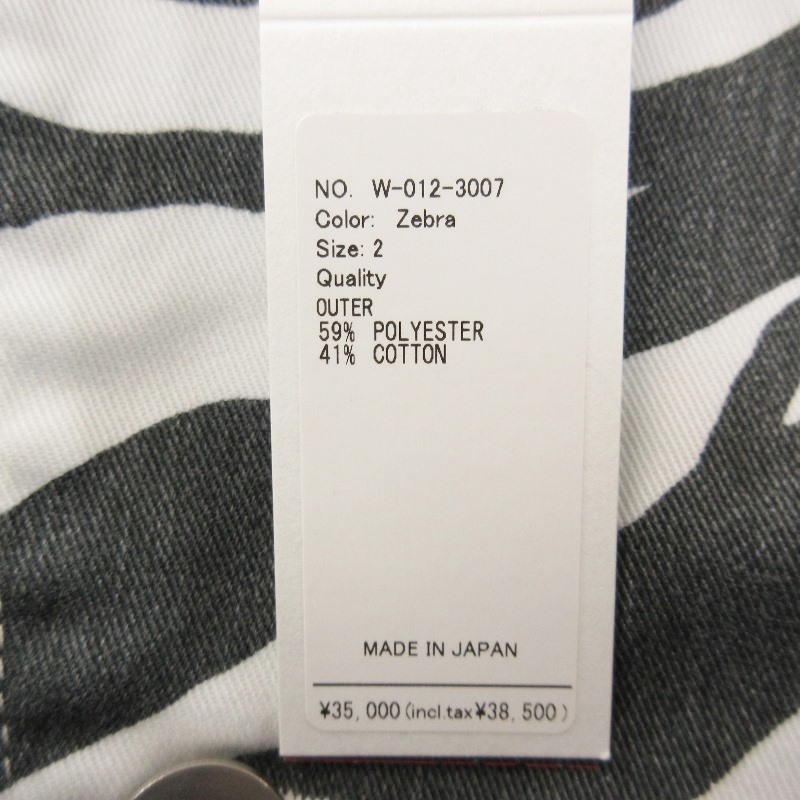 NO. W-012-3007
Color: Zebra
Size: 2
Quality
OUTER
59% POLYESTER
41% COTTON
MADE IN JAPAN
¥35,000(incl.tax¥38,500)